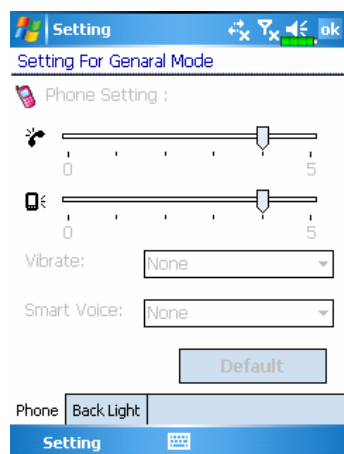 Setting ok
Setting For Genaral Mode
Phone Setting :
0 5
0 5
Vibrate: None
Smart Voice: None
Default
Phone Back Light
Setting